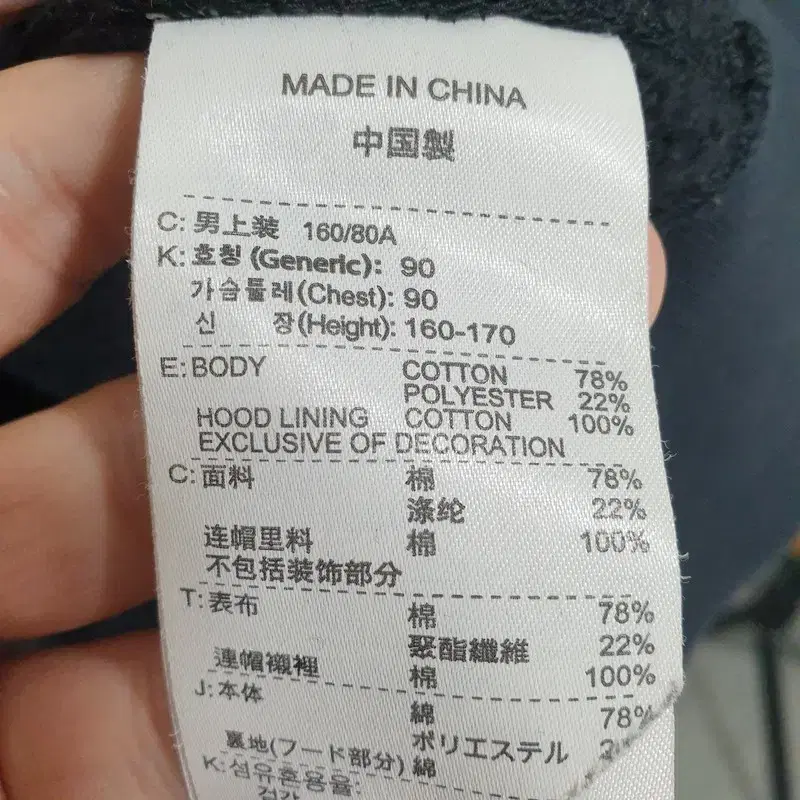 MADE IN CHINA
中国製
C: 男上装 160/80A
K: 호칭 (Generic): 90
가슴둘레(Chest): 90
신 장(Height): 160-170
E: BODY COTTON 78%
POLYESTER 22%
HOOD LINING COTTON 100%
EXCLUSIVE OF DECORATION
C: 面料 棉 78%
涤纶 22%
连帽里料 棉 100%
不包括装饰部分
T: 表布 棉 78%
聚酯纖維 22%
連帽襯裡 棉 100%
J: 本体 綿 78%
ポリエステル
裏地(フード部分) 綿
K: 섬유혼용율:
겉감